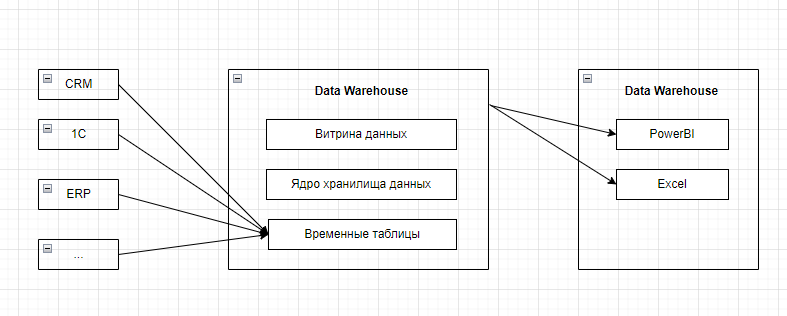 CRM
1C
ERP
...
Data Warehouse
Витрина данных
Ядро хранилища данных
Временные таблицы
Data Warehouse
PowerBI
Excel